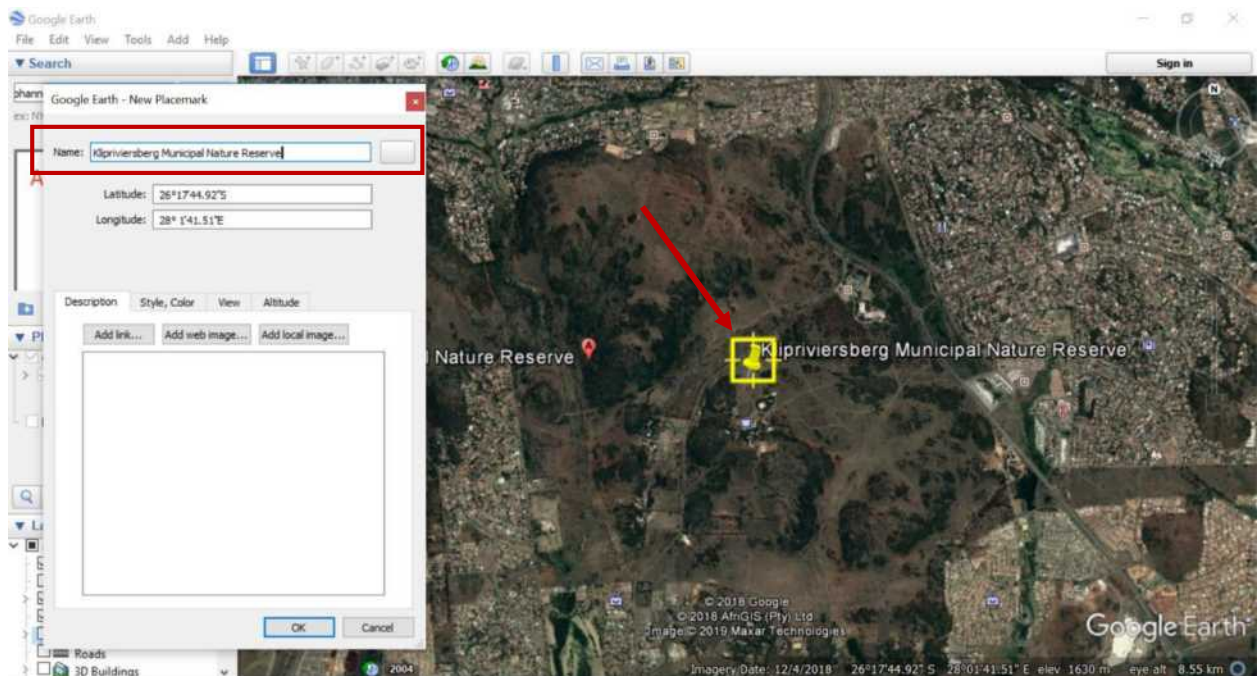 Google Earth
File Edit View Tools Add Help
▼ Search
Sign in
N
Google Earth - New Placemark
Name: Klipriviersberg Municipal Nature Reserve
Latitude: 26°17'44.92"S
Longitude: 28° 1'41.51"E
Description Style, Color View Altitude
Add link... Add web image... Add local image...
OK Cancel
Roads
3D Buildings
Nature Reserve
A
Klipriviersberg Municipal Nature Reserve
© 2018 Google
© 2018 AfriGIS (Pty) Ltd
Image © 2019 Maxar Technologies
Google Earth
2004
Imagery Date: 12/4/2018 26°17'44.92" S 28°01'41.51" E elev 1630 m eye alt 8.55 km